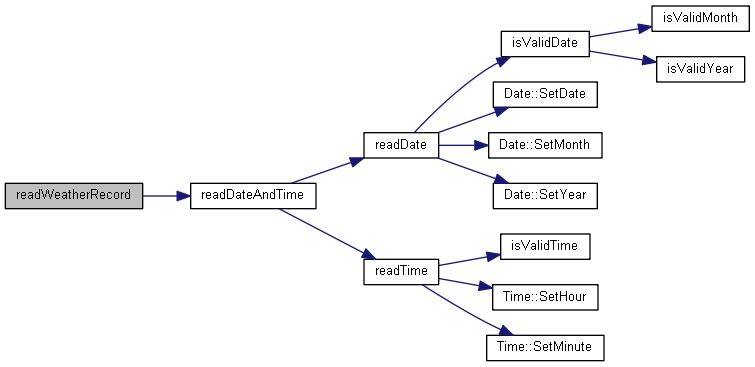 isValidMonth
isValidDate
isValidYear
Date::SetDate
readDate
Date::SetMonth
readWeatherRecord
readDateAndTime
Date::SetYear
isValidTime
readTime
Time::SetHour
Time::SetMinute